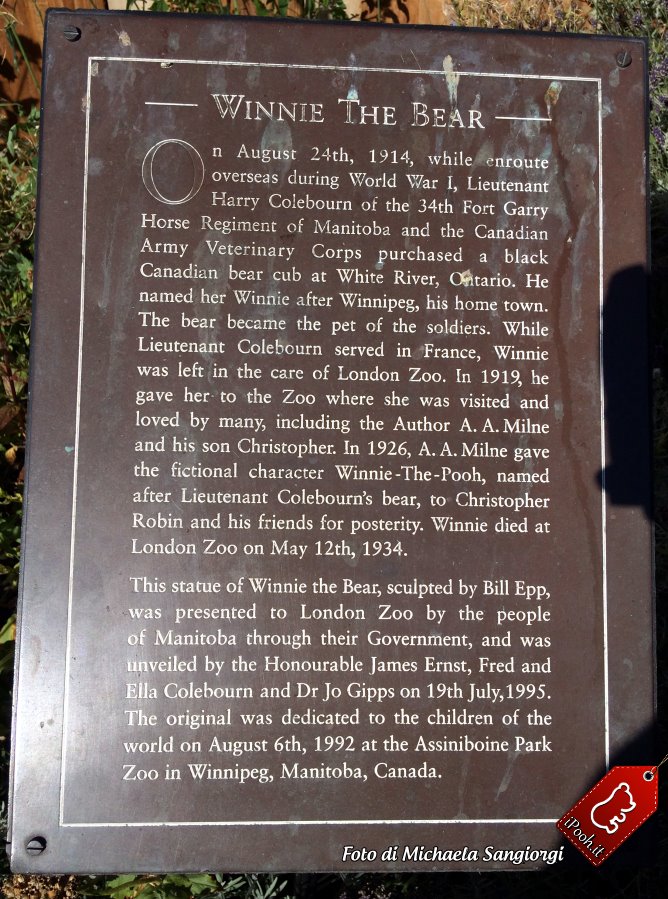 WINNIE THE BEAR
On August 24th, 1914, while enroute
overseas during World War I, Lieutenant
Harry Colebourn of the 34th Fort Garry
Horse Regiment of Manitoba and the Canadian
Army Veterinary Corps purchased a black
Canadian bear cub at White River, Ontario. He
named her Winnie after Winnipeg, his home town.
The bear became the pet of the soldiers. While
Lieutenant Colebourn served in France, Winnie
was left in the care of London Zoo. In 1919, he
gave her to the Zoo where she was visited and
loved by many, including the Author A. A. Milne
and his son Christopher. In 1926, A. A. Milne gave
the fictional character Winnie-The-Pooh, named
after Lieutenant Colebourn's bear, to Christopher
Robin and his friends for posterity. Winnie died at
London Zoo on May 12th, 1934.
This statue of Winnie the Bear, sculpted by Bill Epp,
was presented to London Zoo by the people
of Manitoba through their Government, and was
unveiled by the Honourable James Ernst, Fred and
Ella Colebourn and Dr Jo Gipps on 19th July, 1995.
The original was dedicated to the children of the
world on August 6th, 1992 at the Assiniboine Park
Zoo in Winnipeg, Manitoba, Canada.
Foto di Michaela Sangiorgi
iPooh.it